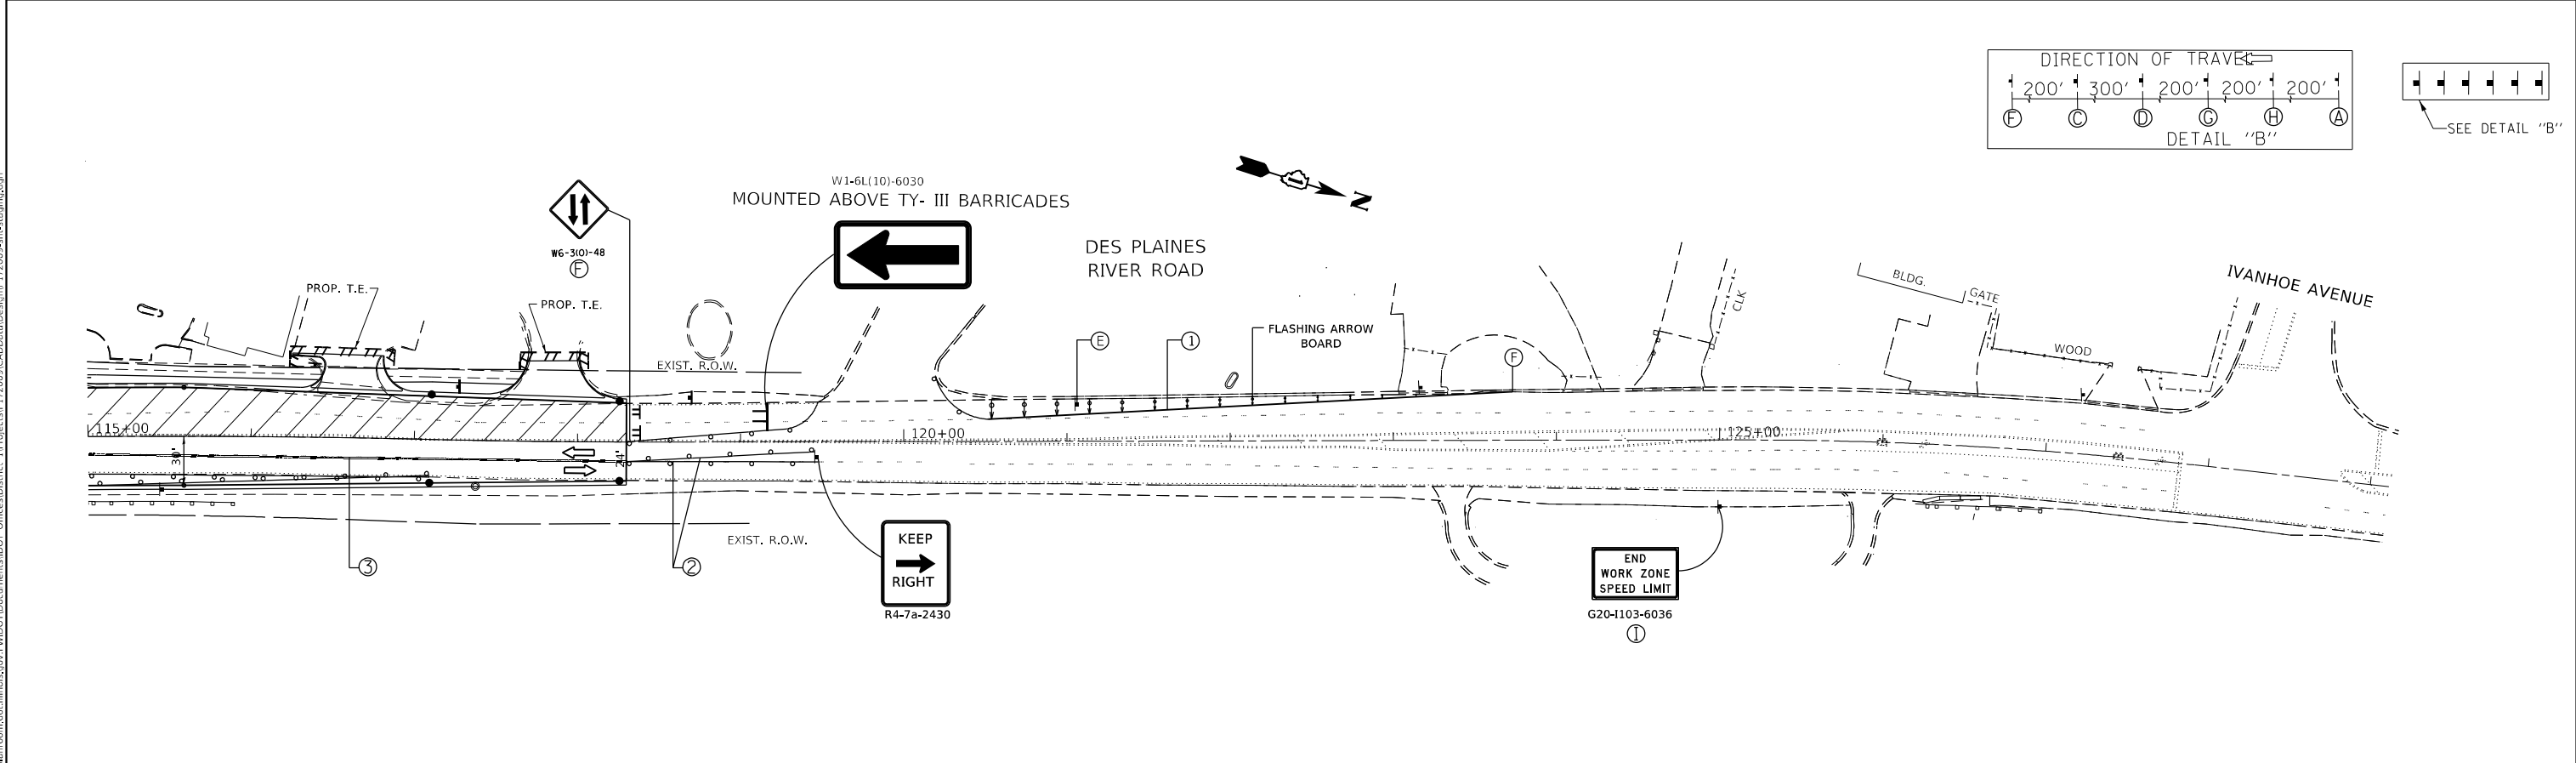 DIRECTION OF TRAVEL
200' 300' 200' 200' 200'
F C D G H A
DETAIL "B"
SEE DETAIL "B"
W1-6L(10)-6030
MOUNTED ABOVE TY- III BARRICADES
N
W6-3(O)-48
F
DES PLAINES
RIVER ROAD
IVANHOE AVENUE
BLDG.
GATE
CLK
WOOD
PROP. T.E.
PROP. T.E.
FLASHING ARROW
BOARD
E
1
F
EXIST. R.O.W.
115+00
120+00
125+00
30'
24'
EXIST. R.O.W.
3
2
KEEP
RIGHT
R4-7a-2430
END
WORK ZONE
SPEED LIMIT
G20-I103-6036
I